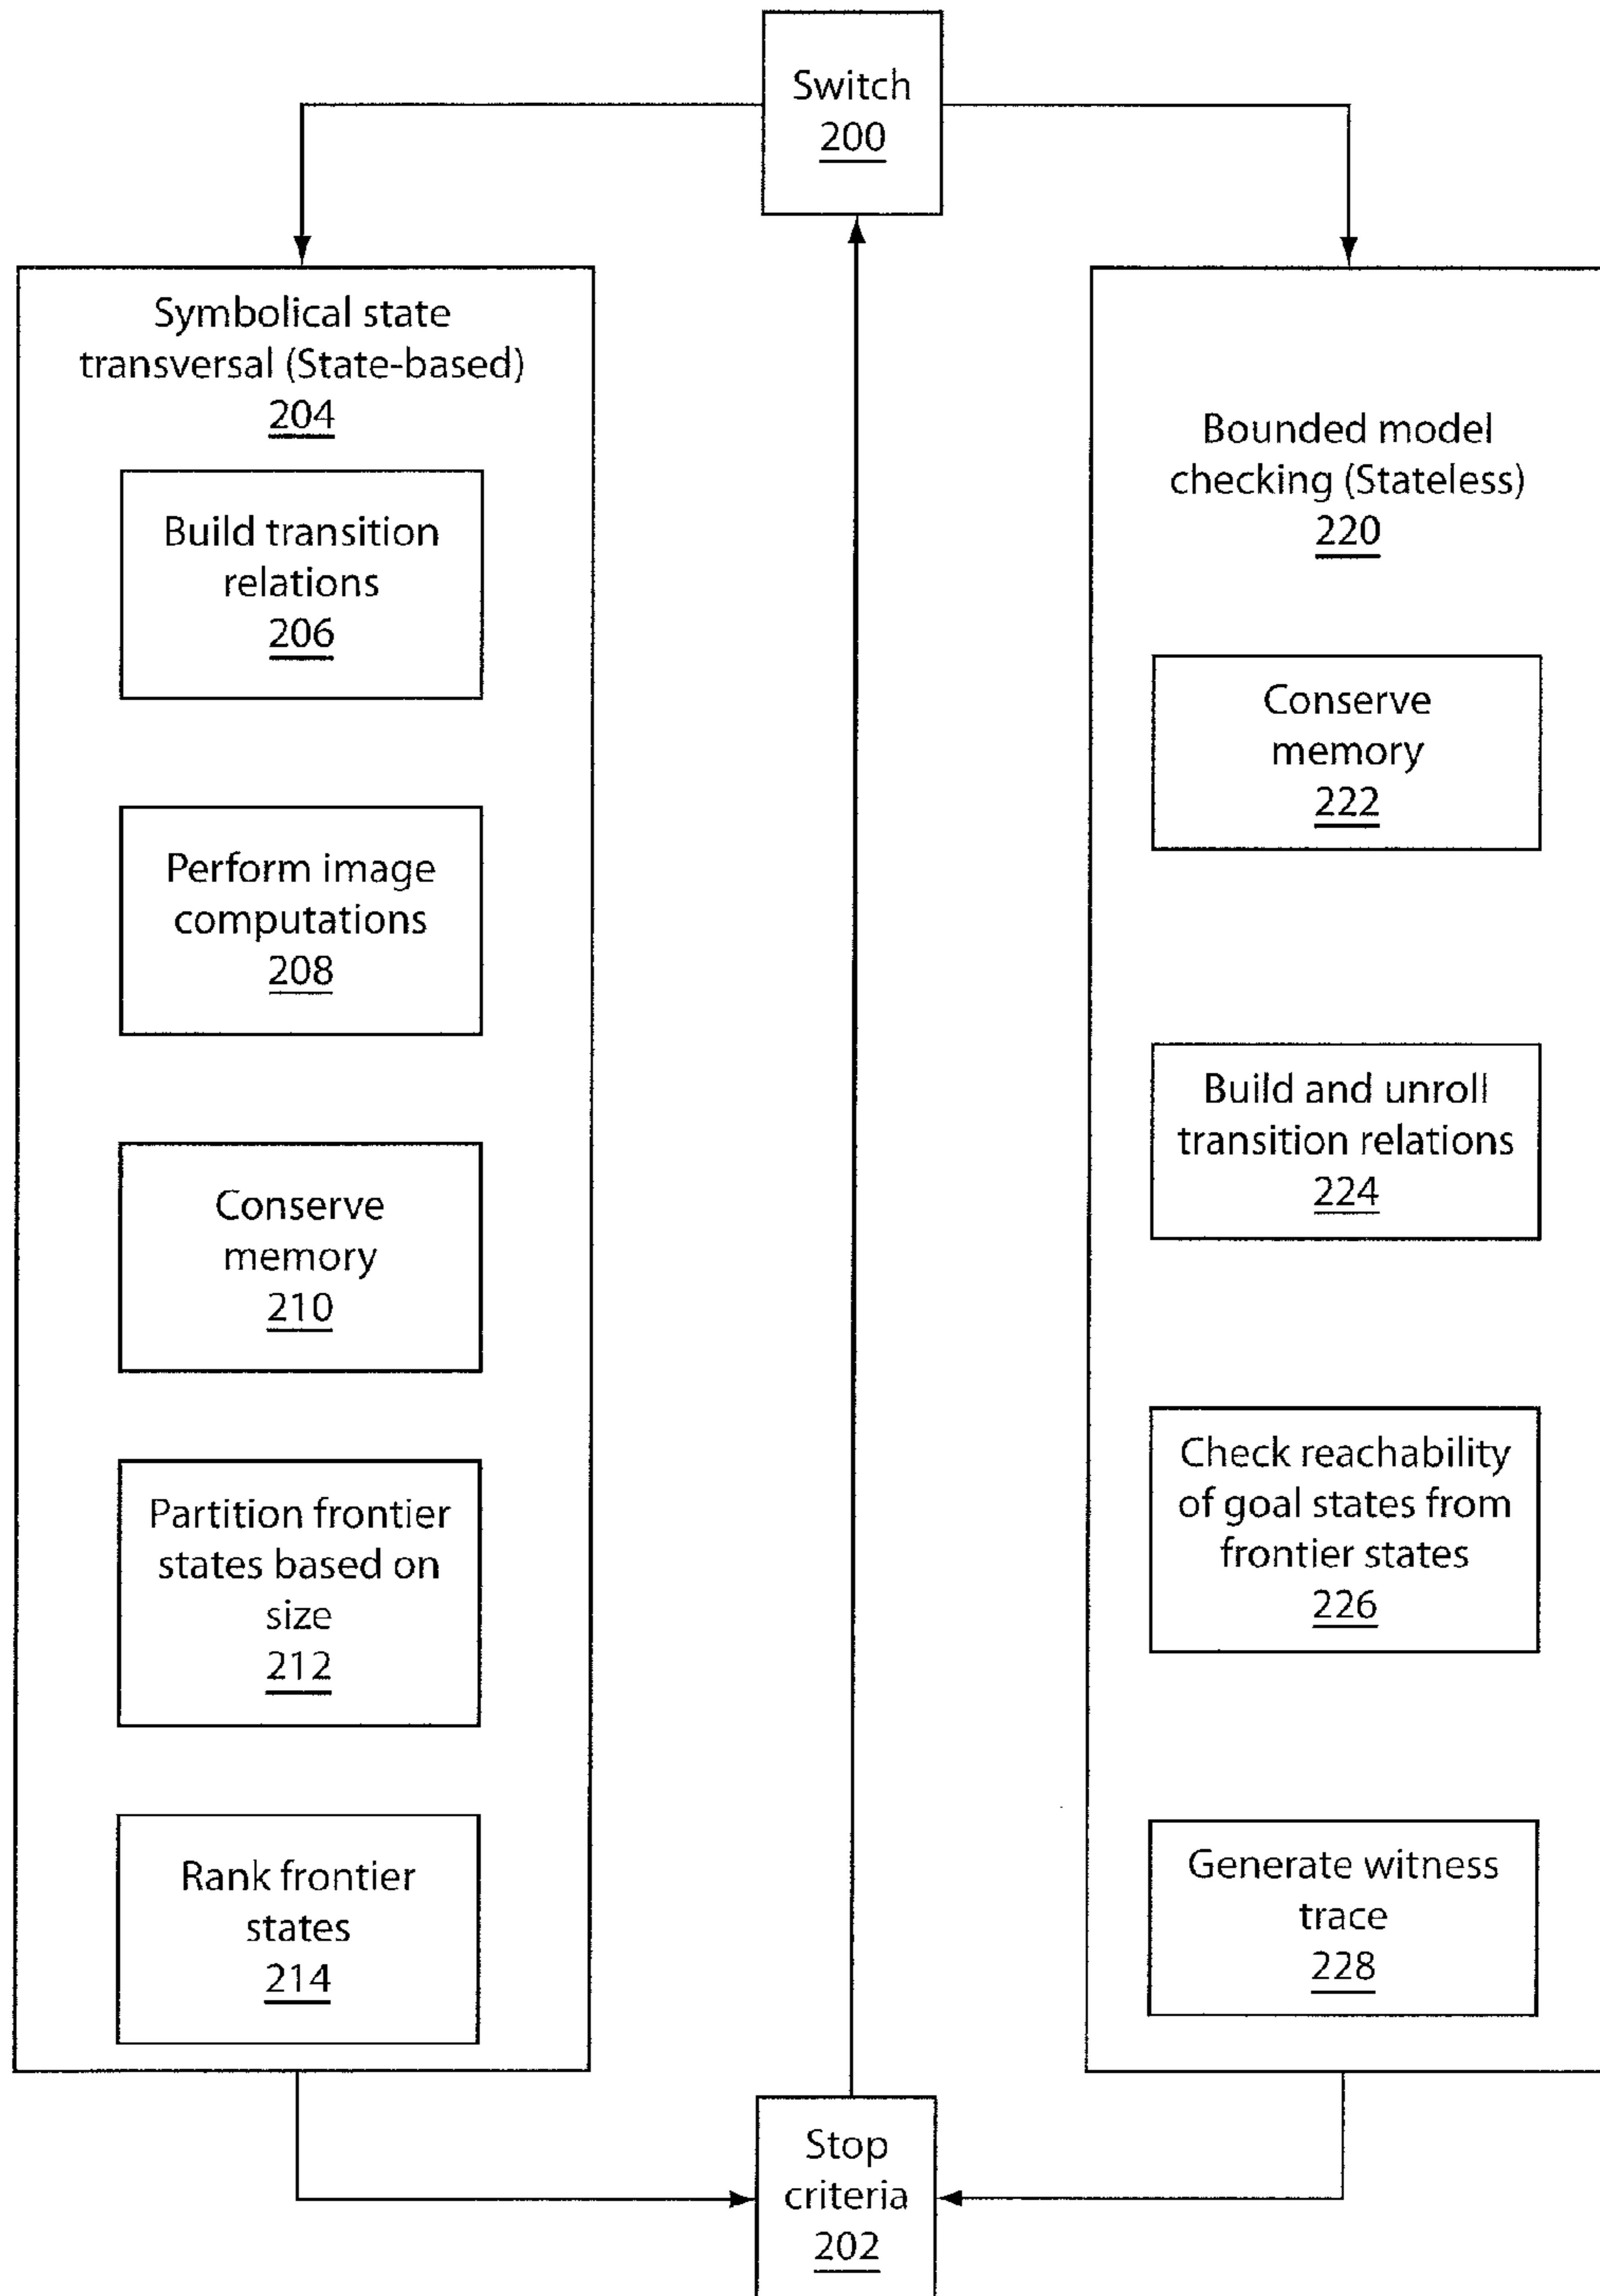 Switch
200
Symbolical state
transversal (State-based)
204
Build transition
relations
206
Perform image
computations
208
Conserve
memory
210
Partition frontier
states based on
size
212
Rank frontier
states
214
Bounded model
checking (Stateless)
220
Conserve
memory
222
Build and unroll
transition relations
224
Check reachability
of goal states from
frontier states
226
Generate witness
trace
228
Stop
criteria
202